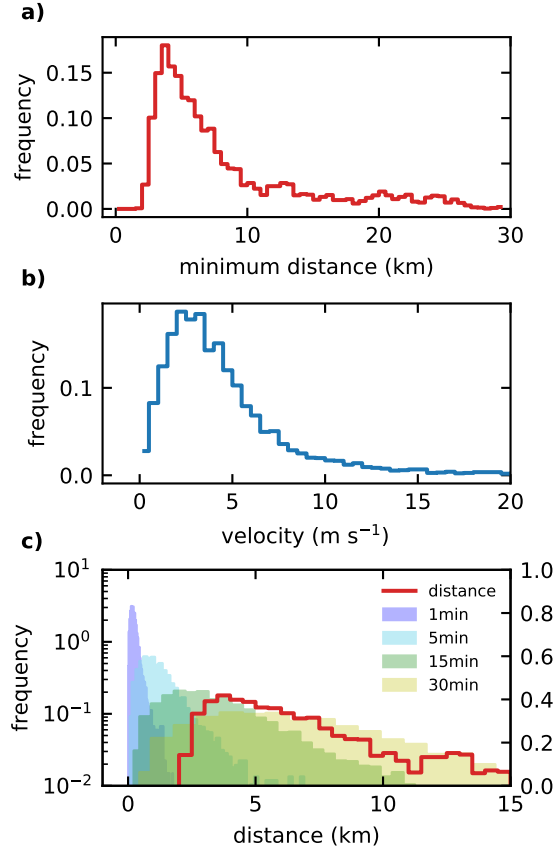 a)
0.15
0.10
0.05
0.00
frequency
0 10 20 30
minimum distance (km)
b)
0.1
0.0
frequency
0 5 10 15 20
velocity (m s⁻¹)
c)
10¹
10⁰
10⁻¹
10⁻²
frequency
distance
1min
5min
15min
30min
1.0
0.8
0.6
0.4
0.2
0.0
0 5 10 15
distance (km)